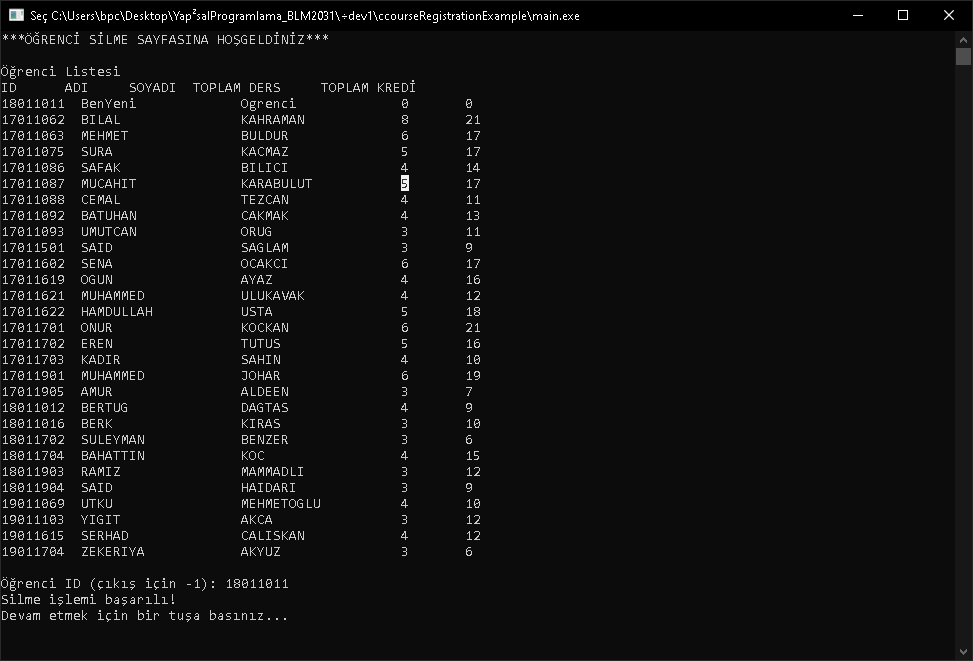 Seç C:\Users\bpc\Desktop\Yap²salProgramlama_BLM2031\÷dev1\ccourseRegistrationExample\main.exe
***ÖĞRENCİ SİLME SAYFASINA HOŞGELDİNİZ***
Öğrenci Listesi
ID ADI SOYADI TOPLAM DERS TOPLAM KREDİ
18011011 BenYeni Ogrenci 0 0
17011062 BILAL KAHRAMAN 8 21
17011063 MEHMET BULDUR 6 17
17011075 SURA KACMAZ 5 17
17011086 SAFAK BILICI 4 14
17011087 MUCAHIT KARABULUT 5 17
17011088 CEMAL TEZCAN 4 11
17011092 BATUHAN CAKMAK 4 13
17011093 UMUTCAN ORUG 3 11
17011501 SAID SAGLAM 3 9
17011602 SENA OCAKCI 6 17
17011619 OGUN AYAZ 4 16
17011621 MUHAMMED ULUKAVAK 4 12
17011622 HAMDULLAH USTA 5 18
17011701 ONUR KOCKAN 6 21
17011702 EREN TUTUS 5 16
17011703 KADIR SAHIN 4 10
17011901 MUHAMMED JOHAR 6 19
17011905 AMUR ALDEEN 3 7
18011012 BERTUG DAGTAS 4 9
18011016 BERK KIRAS 3 10
18011702 SULEYMAN BENZER 3 6
18011704 BAHATTIN KOC 4 15
18011903 RAMIZ MAMMADLI 3 12
18011904 SAID HAIDARI 3 9
19011069 UTKU MEHMETOGLU 4 10
19011103 YIGIT AKCA 3 12
19011615 SERHAD CALISKAN 4 12
19011704 ZEKERIYA AKYUZ 3 6
Öğrenci ID (çıkış için -1): 18011011
Silme işlemi başarılı!
Devam etmek için bir tuşa basınız...